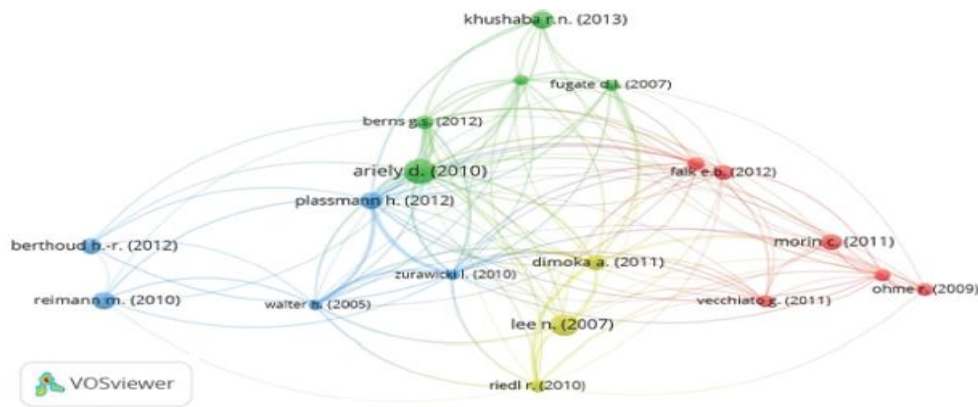 khushaba r.n. (2013)
fugate d.l. (2007)
berns g.s. (2012)
ariely d. (2010)
falk e.b. (2012)
plassmann h. (2012)
berthoud h.-r. (2012)
morin c. (2011)
dimoka a. (2011)
zurawicki l. (2010)
ohme r. (2009)
reimann m. (2010)
walter h. (2005)
vecchiato g. (2011)
lee n. (2007)
riedl r. (2010)
VOSviewer